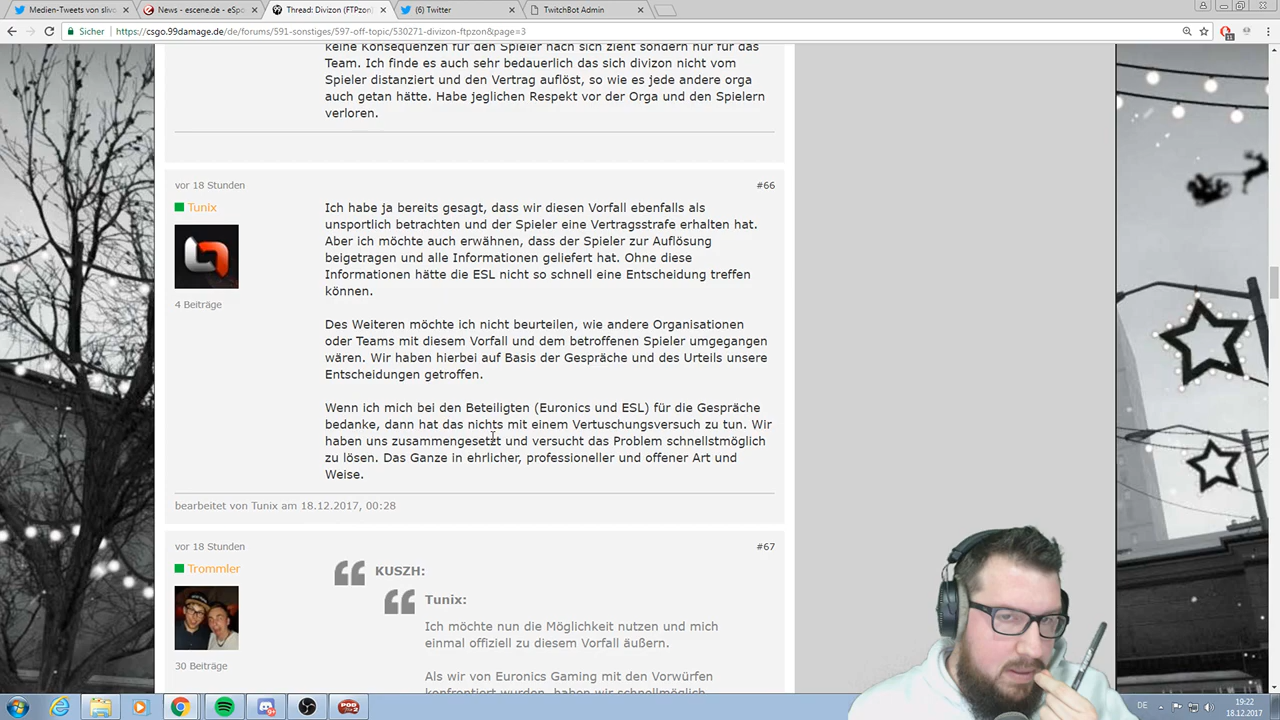 Medien-Tweets von slivo
News - escene.de - eSpo
Thread: Divizon (FTPzon)
(6) Twitter
TwitchBot Admin
Sicher
https://csgo.99damage.de/de/forums/591-sonstiges/597-off-topic/530271-divizon-ftpzon&page=3
11
keine Konsequenzen für den Spieler nach sich zieht sondern nur für das
Team. Ich finde es auch sehr bedauerlich das sich divizon nicht vom
Spieler distanziert und den Vertrag auflöst, so wie es jede andere orga
auch getan hätte. Habe jeglichen Respekt vor der Orga und den Spielern
verloren.
vor 18 Stunden
#66
Tunix
4 Beiträge
Ich habe ja bereits gesagt, dass wir diesen Vorfall ebenfalls als
unsportlich betrachten und der Spieler eine Vertragsstrafe erhalten hat.
Aber ich möchte auch erwähnen, dass der Spieler zur Auflösung
beigetragen und alle Informationen geliefert hat. Ohne diese
Informationen hätte die ESL nicht so schnell eine Entscheidung treffen
können.
Des Weiteren möchte ich nicht beurteilen, wie andere Organisationen
oder Teams mit diesem Vorfall und dem betroffenen Spieler umgegangen
wären. Wir haben hierbei auf Basis der Gespräche und des Urteils unsere
Entscheidungen getroffen.
Wenn ich mich bei den Beteiligten (Euronics und ESL) für die Gespräche
bedanke, dann hat das nichts mit einem Vertuschungsversuch zu tun. Wir
haben uns zusammengesetzt und versucht das Problem schnellstmöglich
zu lösen. Das Ganze in ehrlicher, professioneller und offener Art und
Weise.
bearbeitet von Tunix am 18.12.2017, 00:28
vor 18 Stunden
#67
Trommler
30 Beiträge
KUSZH:
Tunix:
Ich möchte nun die Möglichkeit nutzen und mich
einmal offiziell zu diesem Vorfall äußern.
Als wir von Euronics Gaming mit den Vorwürfen
konfrontiert wurden, haben wir schnellmöglich
DE
19:22
18.12.2017